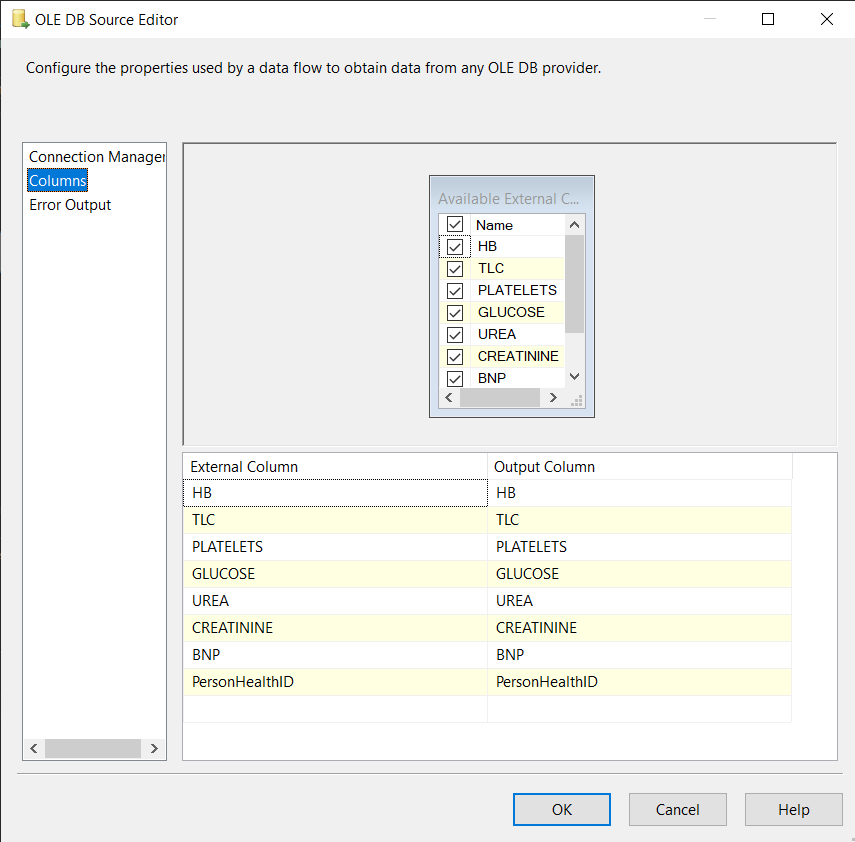 OLE DB Source Editor
Configure the properties used by a data flow to obtain data from any OLE DB provider.
Connection Manager
Columns
Error Output
Available External C...
Name
HB
TLC
PLATELETS
GLUCOSE
UREA
CREATININE
BNP
External Column Output Column
HB HB
TLC TLC
PLATELETS PLATELETS
GLUCOSE GLUCOSE
UREA UREA
CREATININE CREATININE
BNP BNP
PersonHealthID PersonHealthID
OK Cancel Help